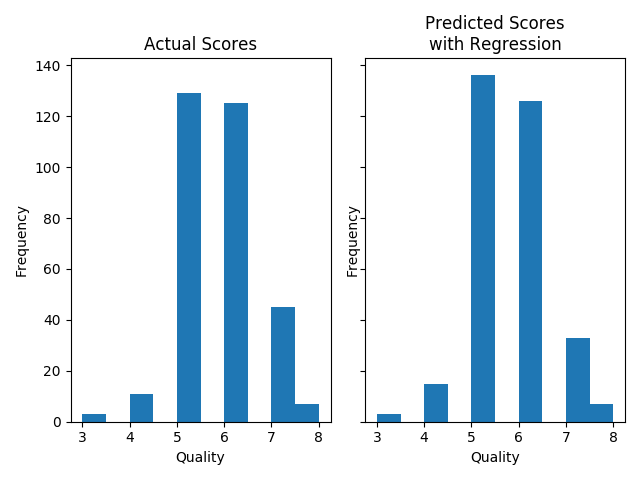 Actual Scores
Frequency
0
20
40
60
80
100
120
140
3 4 5 6 7 8
Quality
Predicted Scores
with Regression
Frequency
3 4 5 6 7 8
Quality